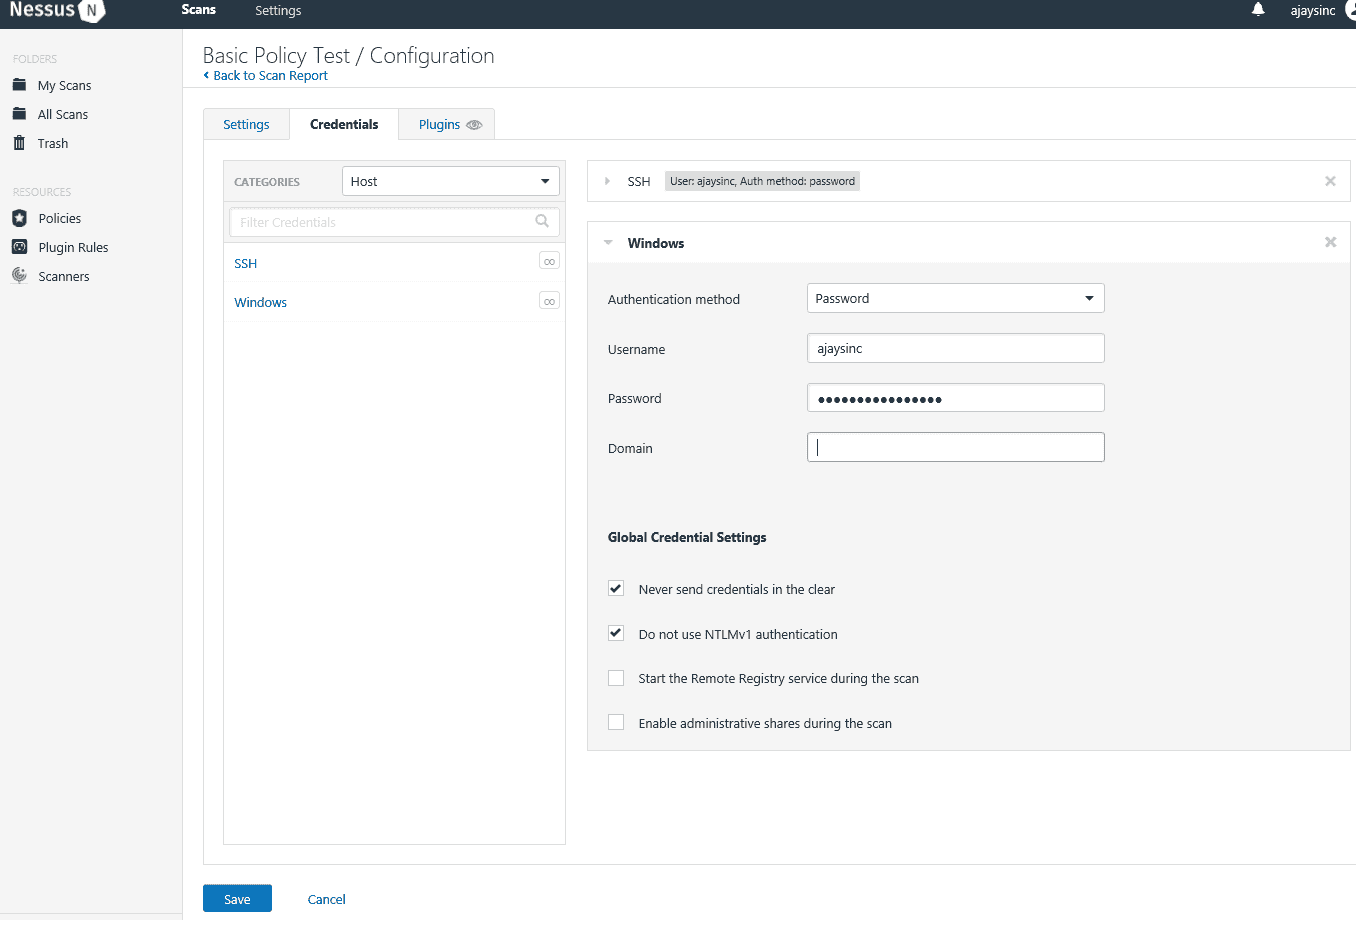 Nessus N
Scans
Settings
ajaysinc
FOLDERS
My Scans
All Scans
Trash
RESOURCES
Policies
Plugin Rules
Scanners
Basic Policy Test / Configuration
Back to Scan Report
Settings
Credentials
Plugins
CATEGORIES
Host
Filter Credentials
SSH
∞
Windows
∞
SSH
User: ajaysinc, Auth method: password
Windows
Authentication method
Password
Username
ajaysinc
Password
••••••••••••••••
Domain
Global Credential Settings
Never send credentials in the clear
Do not use NTLMv1 authentication
Start the Remote Registry service during the scan
Enable administrative shares during the scan
Save
Cancel